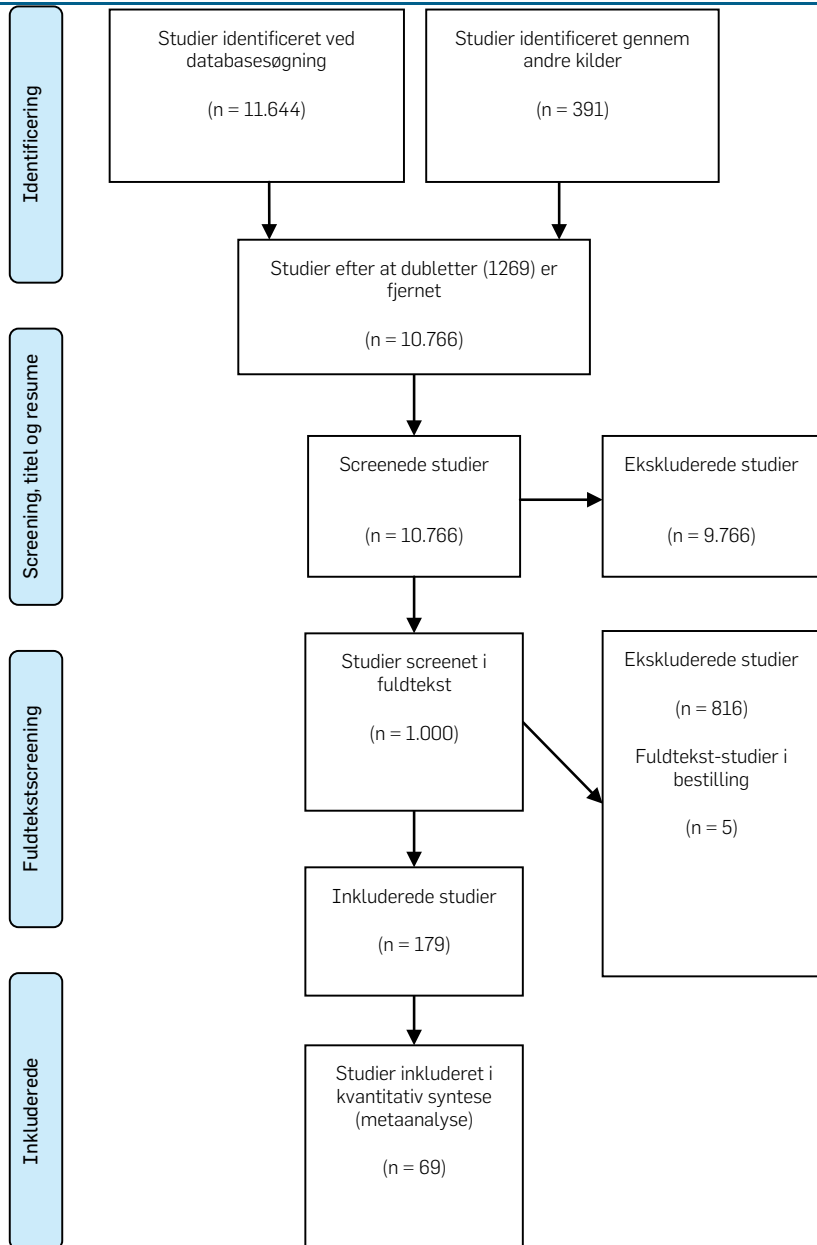 Identificering
Studier identificeret ved
databasesøgning
(n = 11.644)
Studier identificeret gennem
andre kilder
(n = 391)
Studier efter at dubletter (1269) er
fjernet
(n = 10.766)
Screening, titel og resume
Screenede studier
(n = 10.766)
Ekskluderede studier
(n = 9.766)
Fuldtekstscreening
Studier screenet i
fuldtekst
(n = 1.000)
Ekskluderede studier
(n = 816)
Fuldtekst-studier i
bestilling
(n = 5)
Inkluderede studier
(n = 179)
Inkluderede
Studier inkluderet i
kvantitativ syntese
(metaanalyse)
(n = 69)